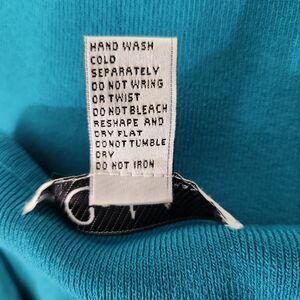 HAND WASH
COLD
SEPARATELY
DO NOT WRING
OR TWIST
DO NOT BLEACH
RESHAPE AND
DRY FLAT
DO NOT TUMBLE
DRY
DO NOT IRON